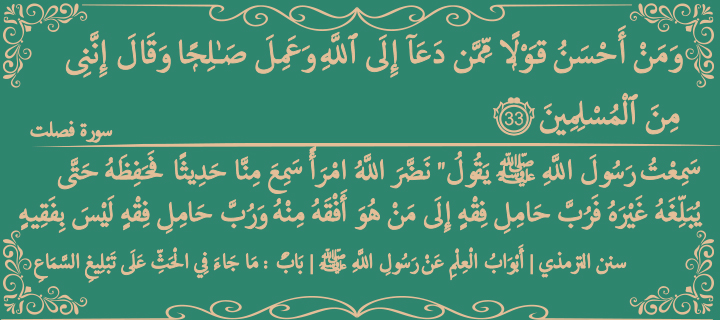 وَمَنْ أَحْسَنُ قَوْلًا مِّمَّن دَعَآ إِلَى ٱللَّهِ وَعَمِلَ صَـٰلِحًا وَقَالَ إِنَّنِى
مِنَ ٱلْمُسْلِمِينَ 33
سورة فصلت
سَمِعْتُ رَسُولَ اللَّهِ ﷺ يَقُولُ " نَضَّرَ اللَّهُ امْرَأً سَمِعَ مِنَّا حَدِيثًا فَحَفِظَهُ حَتَّى
يُبَلِّغَهُ غَيْرَهُ فَرُبَّ حَامِلِ فِقْهٍ إِلَى مَنْ هُوَ أَفْقَهُ مِنْهُ وَرُبَّ حَامِلِ فِقْهٍ لَيْسَ بِفَقِيهٍ
سنن الترمذي | أَبْوَابُ الْعِلْمِ عَنْ رَسُولِ اللَّهِ ﷺ | بَابٌ : مَا جَاءَ فِي الْحَثِّ عَلَى تَبْلِيغِ السَّمَاعِ